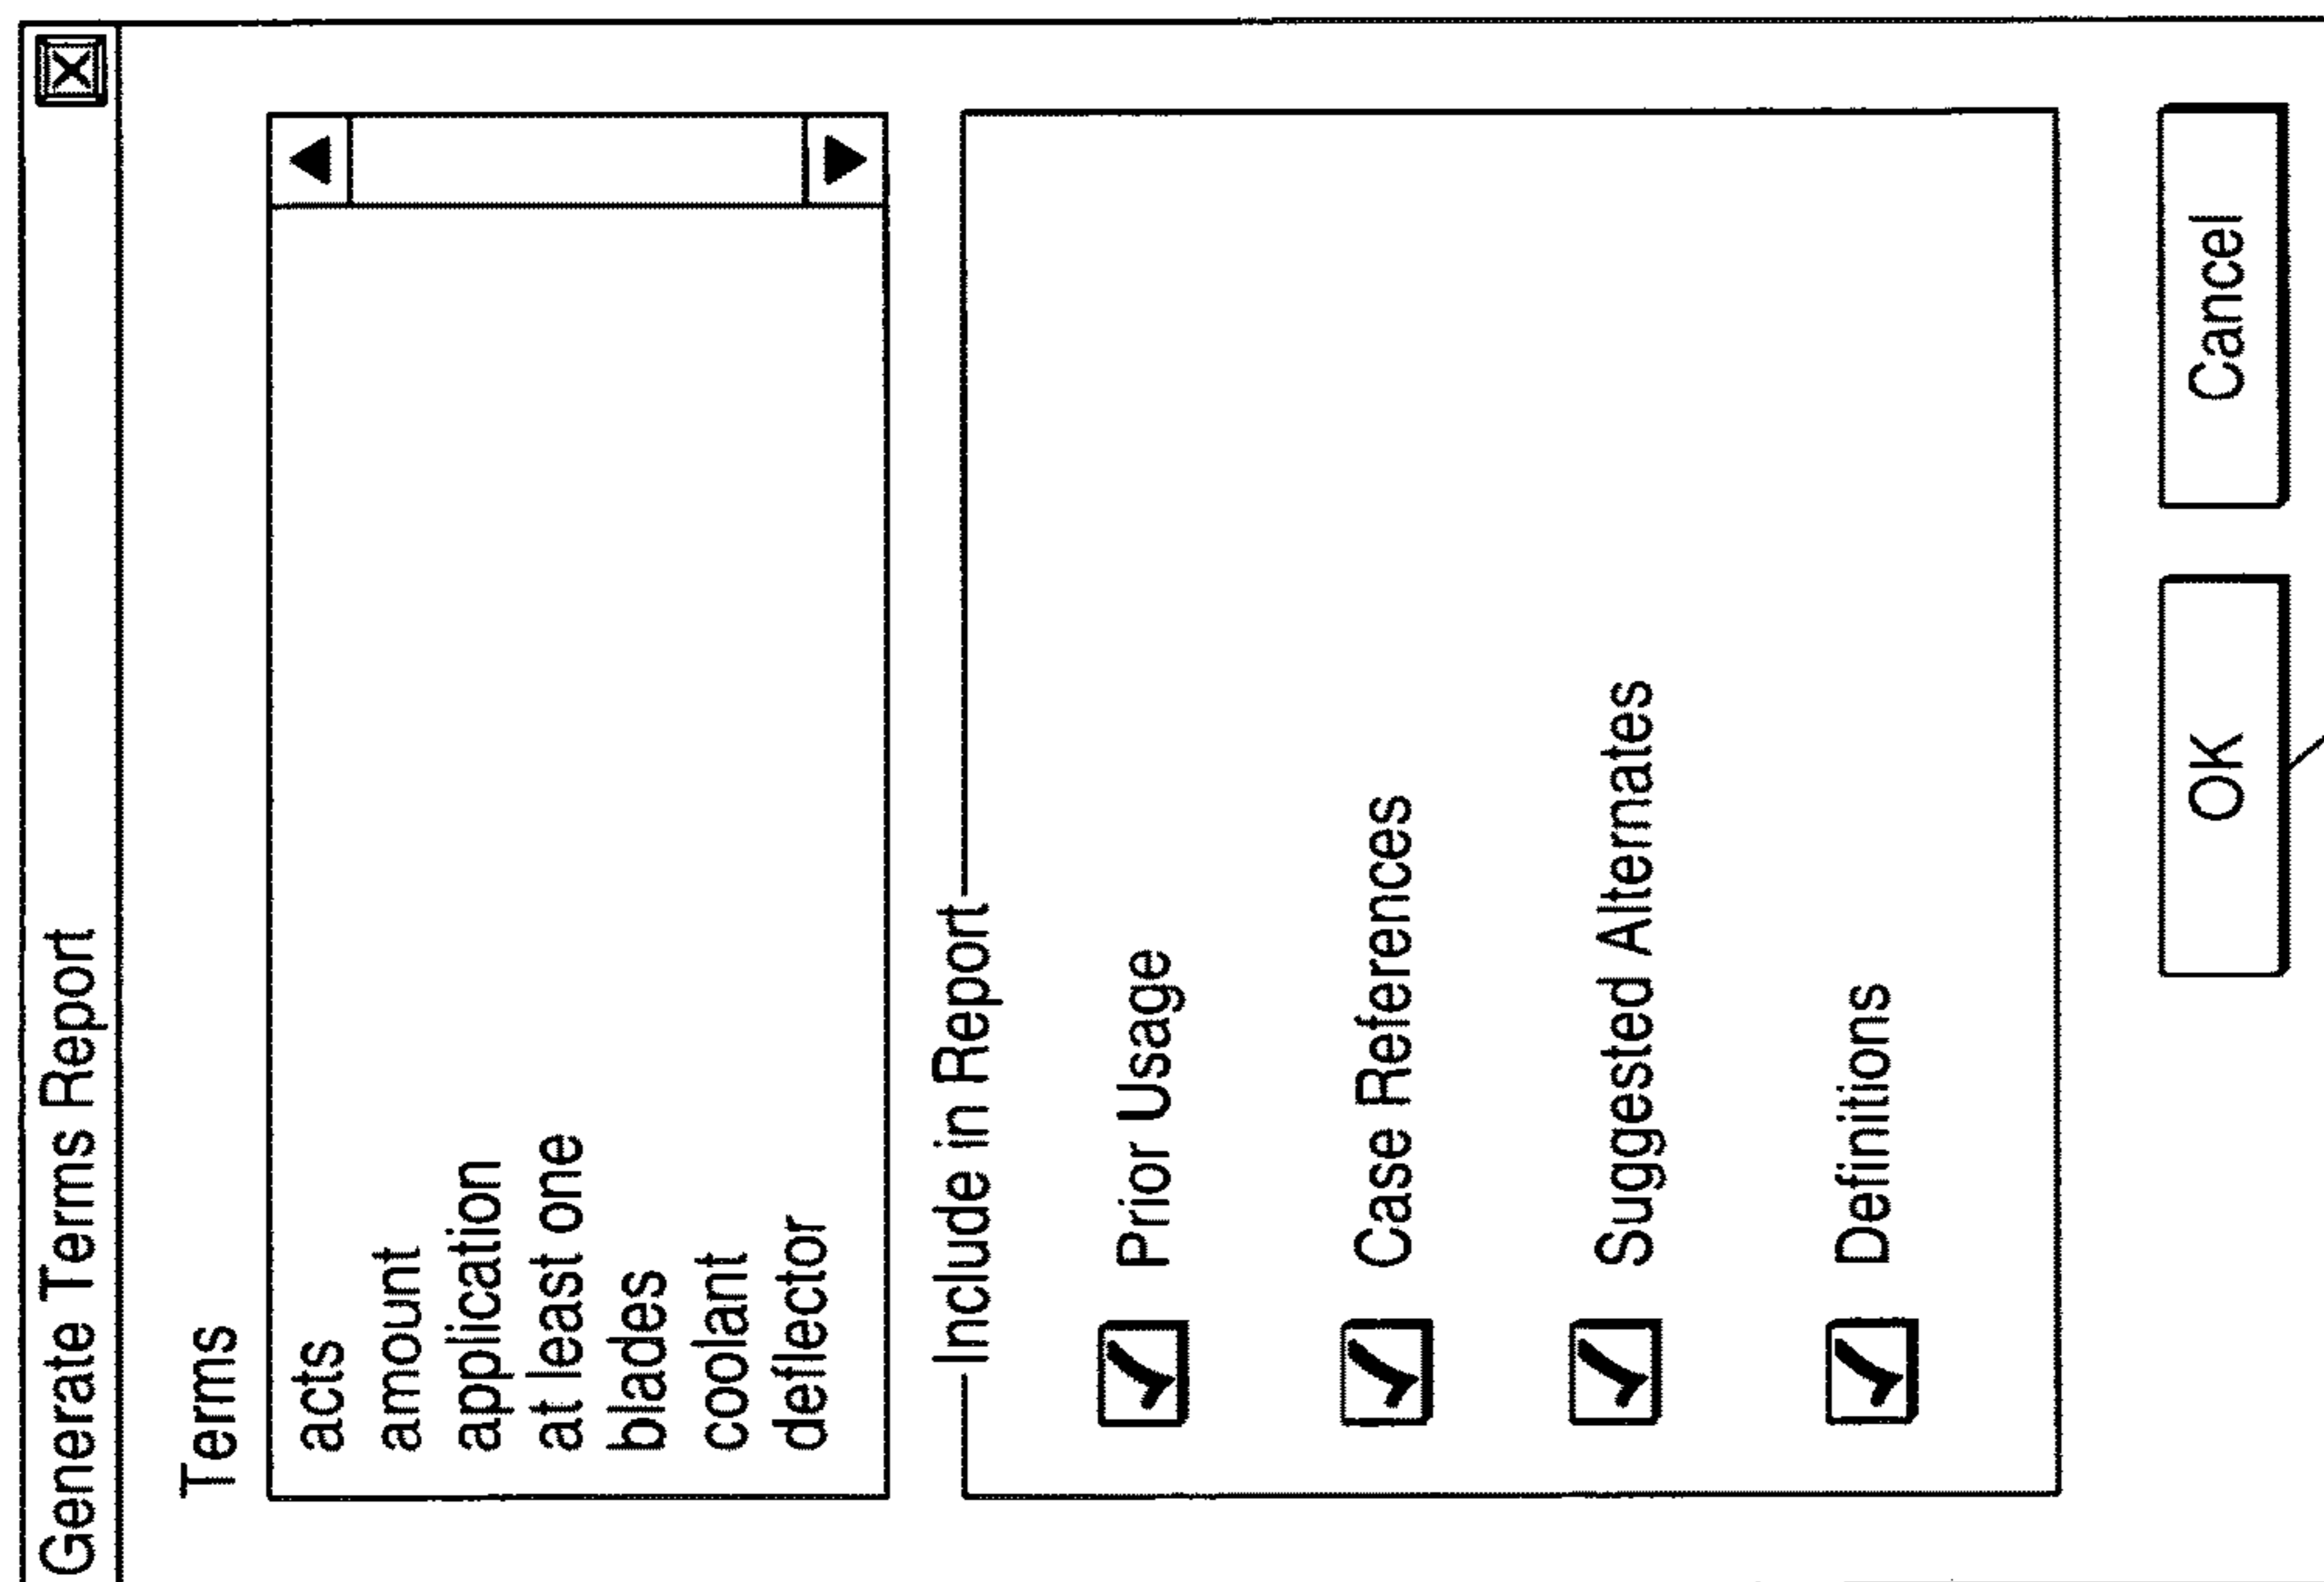 Generate Terms Report
Terms
acts
amount
application
at least one
blades
coolant
deflector
Include in Report
Prior Usage
Case References
Suggested Alternates
Definitions
OK
Cancel